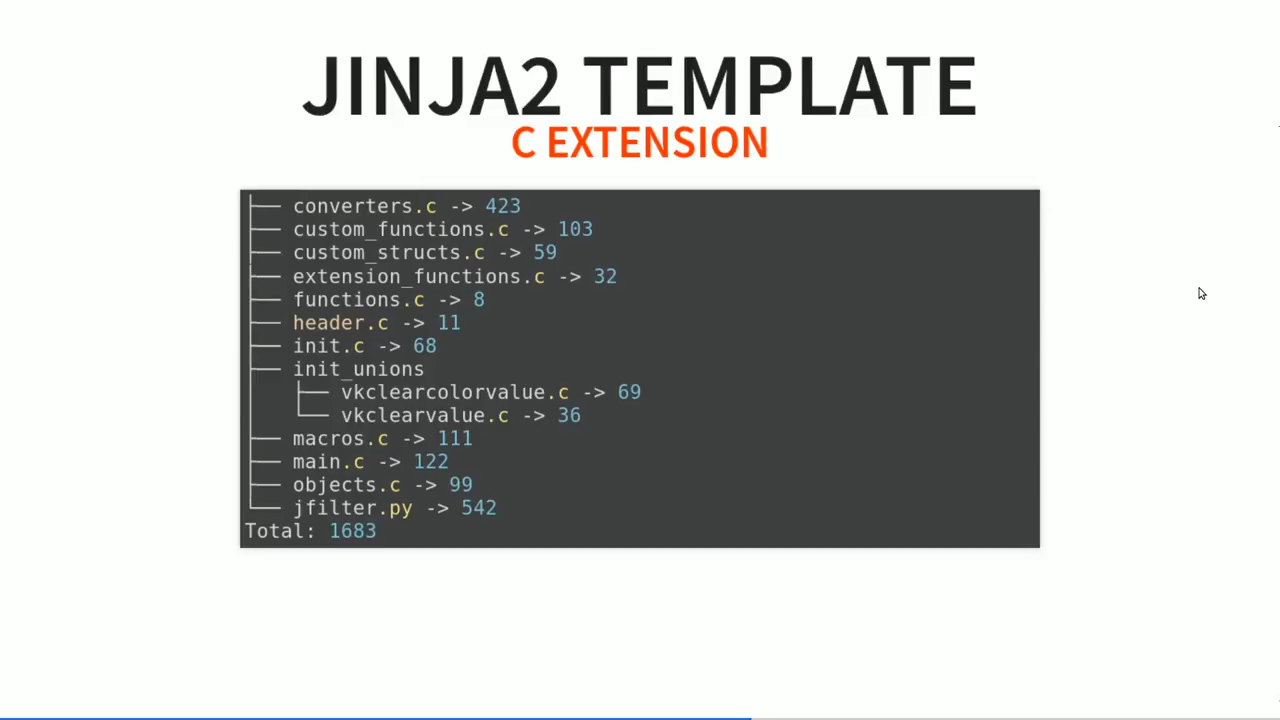 JINJA2 TEMPLATE
C EXTENSION
├── converters.c -> 423
├── custom_functions.c -> 103
├── custom_structs.c -> 59
├── extension_functions.c -> 32
├── functions.c -> 8
├── header.c -> 11
├── init.c -> 68
├── init_unions
│   ├── vkclearcolorvalue.c -> 69
│   └── vkclearvalue.c -> 36
├── macros.c -> 111
├── main.c -> 122
├── objects.c -> 99
└── jfilter.py -> 542
Total: 1683